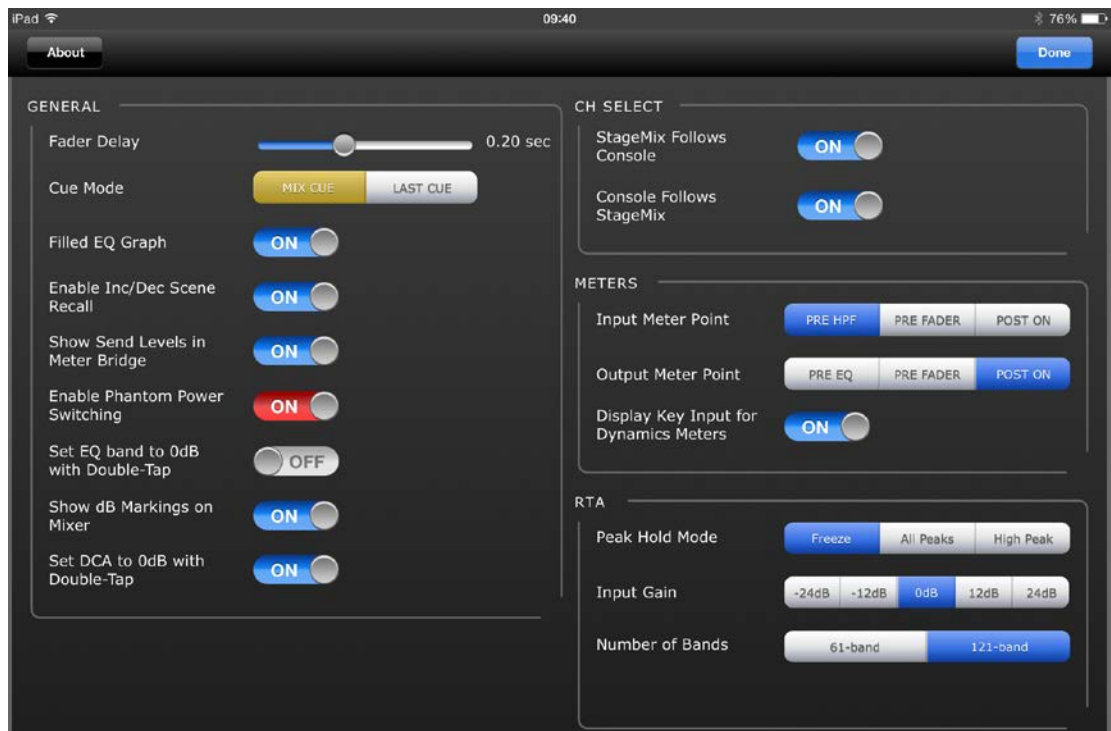 iPad 09:40 76%
About Done
GENERAL
Fader Delay 0.20 sec
Cue Mode MIX CUE LAST CUE
Filled EQ Graph ON
Enable Inc/Dec Scene
Recall ON
Show Send Levels in
Meter Bridge ON
Enable Phantom Power
Switching ON
Set EQ band to 0dB
with Double-Tap OFF
Show dB Markings on
Mixer ON
Set DCA to 0dB with
Double-Tap ON
CH SELECT
StageMix Follows
Console ON
Console Follows
StageMix ON
METERS
Input Meter Point PRE HPF PRE FADER POST ON
Output Meter Point PRE EQ PRE FADER POST ON
Display Key Input for
Dynamics Meters ON
RTA
Peak Hold Mode Freeze All Peaks High Peak
Input Gain -24dB -12dB 0dB 12dB 24dB
Number of Bands 61-band 121-band